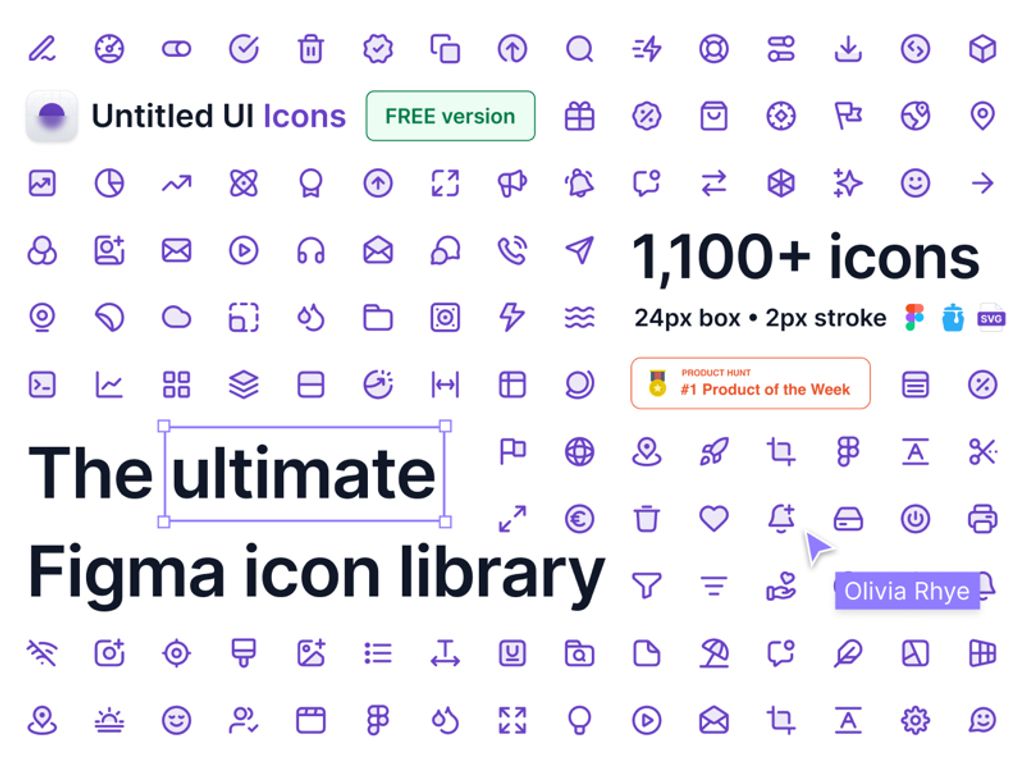 Untitled UI Icons
FREE version
1,100+ icons
24px box • 2px stroke
SVG
PRODUCT HUNT
#1 Product of the Week
The ultimate
Figma icon library
Olivia Rhye